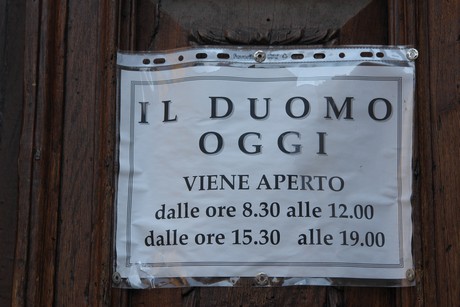 IL DUOMO
OGGI
VIENE APERTO
dalle ore 8.30 alle 12.00
dalle ore 15.30 alle 19.00